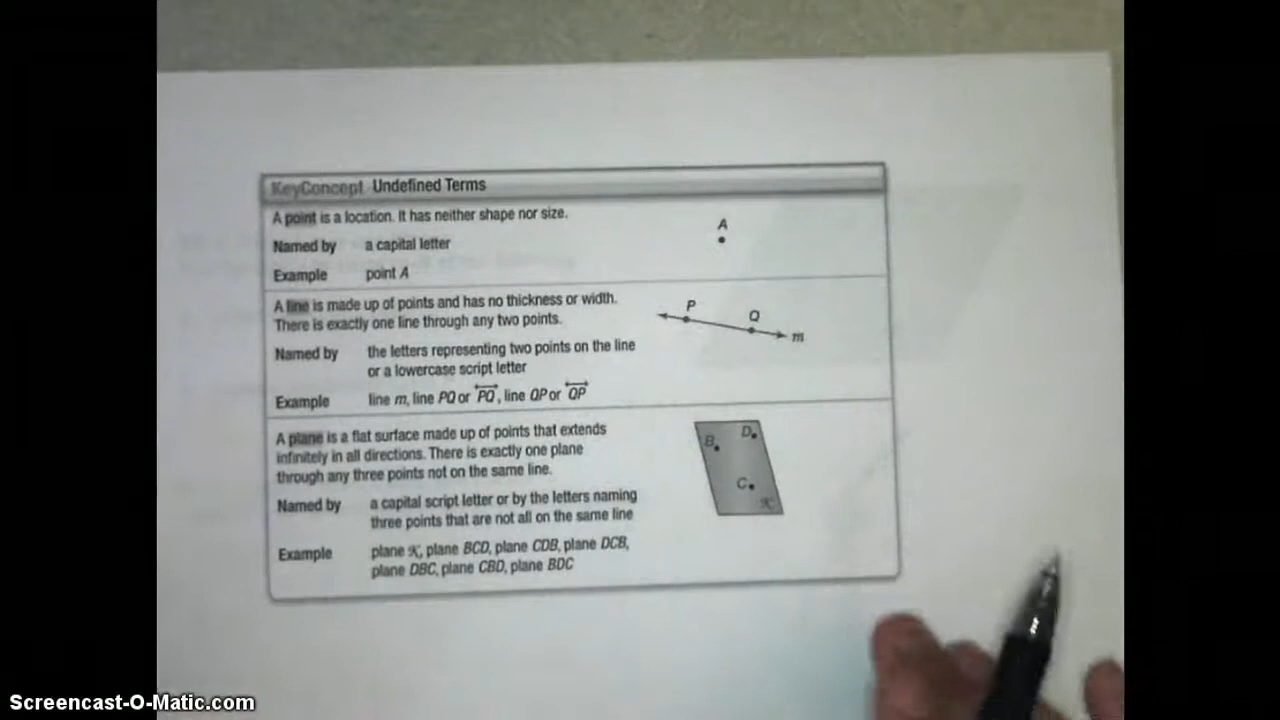 KeyConcept Undefined Terms
A point is a location. It has neither shape nor size.
Named by a capital letter
Example point A
A
A line is made up of points and has no thickness or width.
There is exactly one line through any two points.
Named by the letters representing two points on the line
or a lowercase script letter
Example line m, line PQ or PQ, line QP or QP
P
Q
m
A plane is a flat surface made up of points that extends
infinitely in all directions. There is exactly one plane
through any three points not on the same line.
Named by a capital script letter or by the letters naming
three points that are not all on the same line
Example plane K, plane BCD, plane CDB, plane DCB,
plane DBC, plane CBD, plane BDC
B
D
C
K
Screencast-O-Matic.com